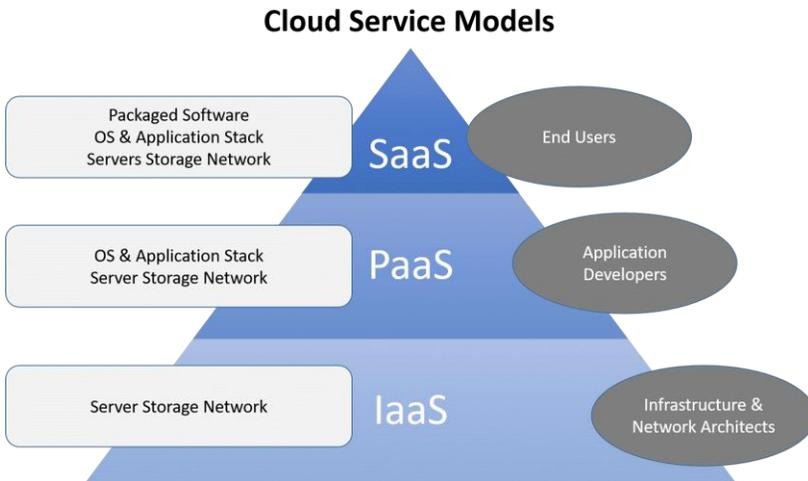 Cloud Service Models
Packaged Software
OS & Application Stack
Servers Storage Network
SaaS
End Users
OS & Application Stack
Server Storage Network
PaaS
Application
Developers
Server Storage Network
IaaS
Infrastructure &
Network Architects